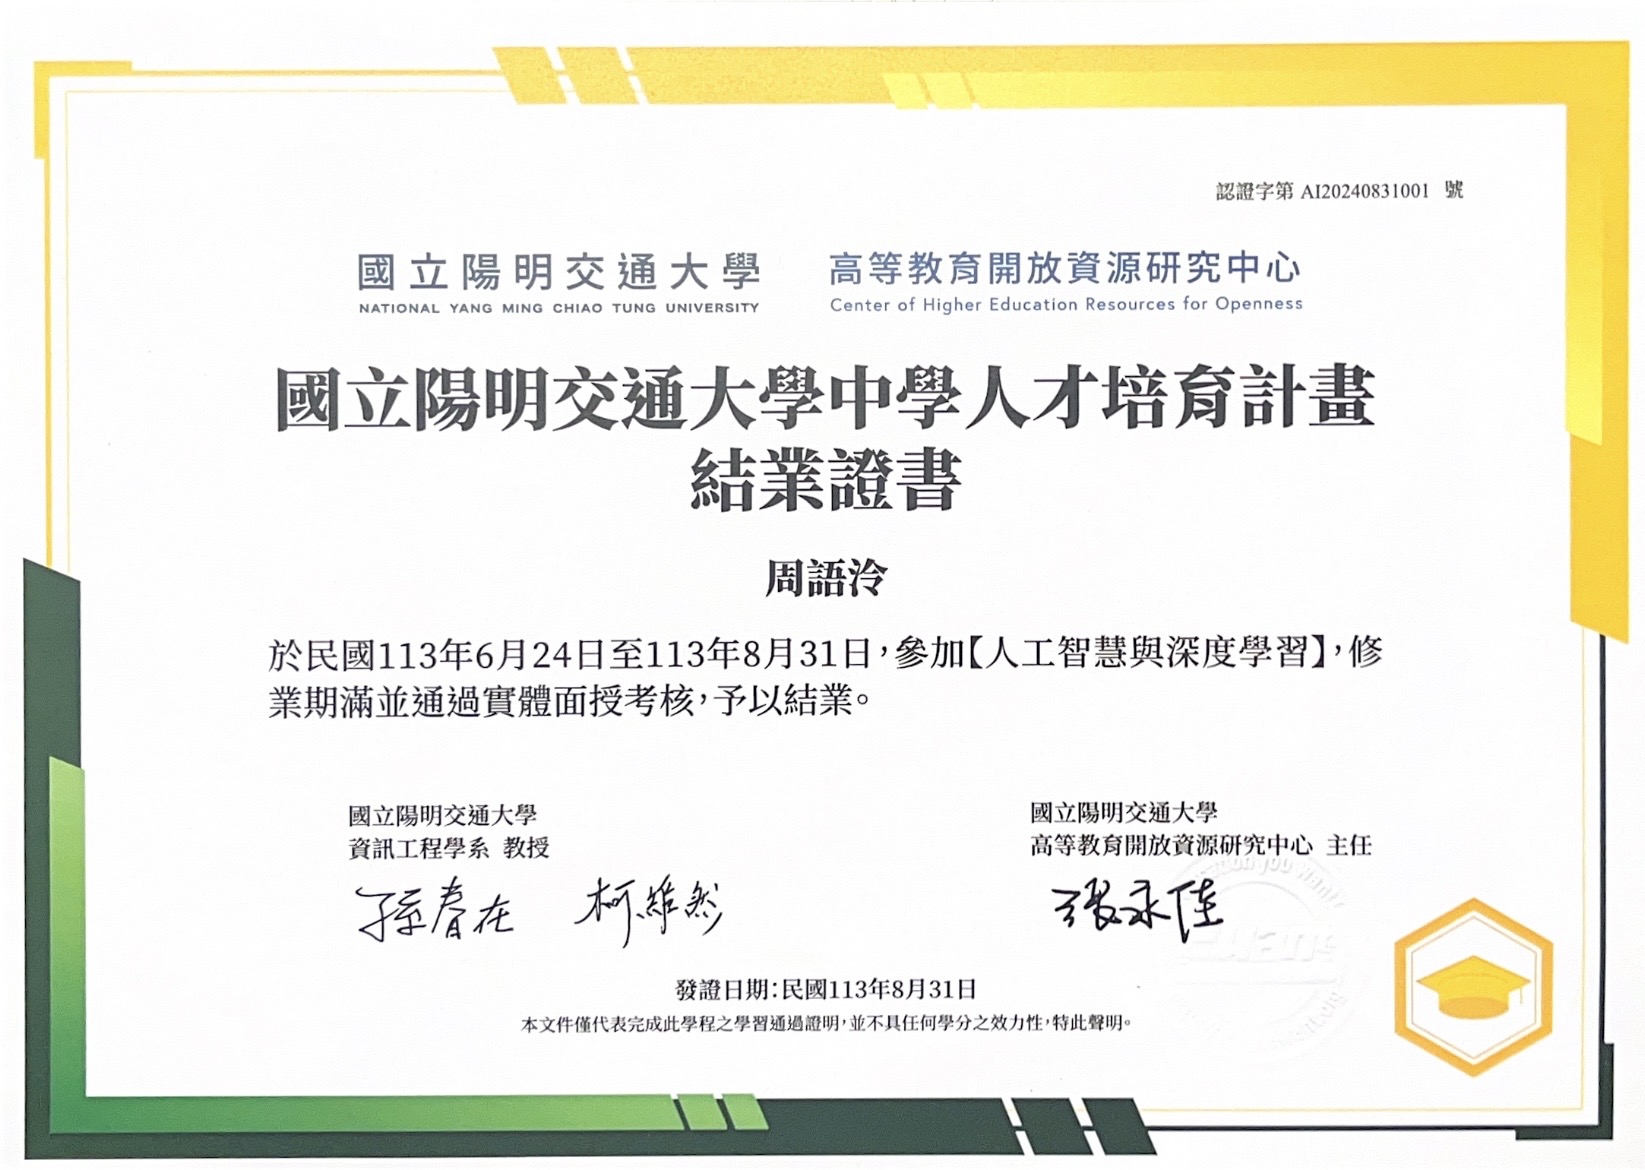 認證字第 AI20240831001 號
國立陽明交通大學
NATIONAL YANG MING CHIAO TUNG UNIVERSITY
高等教育開放資源研究中心
Center of Higher Education Resources for Openness
國立陽明交通大學中學人才培育計畫
結業證書
周語泠
於民國113年6月24日至113年8月31日，參加【人工智慧與深度學習】，修
業期滿並通過實體面授考核，予以結業。
國立陽明交通大學
資訊工程學系 教授
孫春在 柯維然
國立陽明交通大學
高等教育開放資源研究中心 主任
張永佳
發證日期：民國113年8月31日
本文件僅代表完成此學程之學習通過證明，並不具任何學分之效力性，特此聲明。